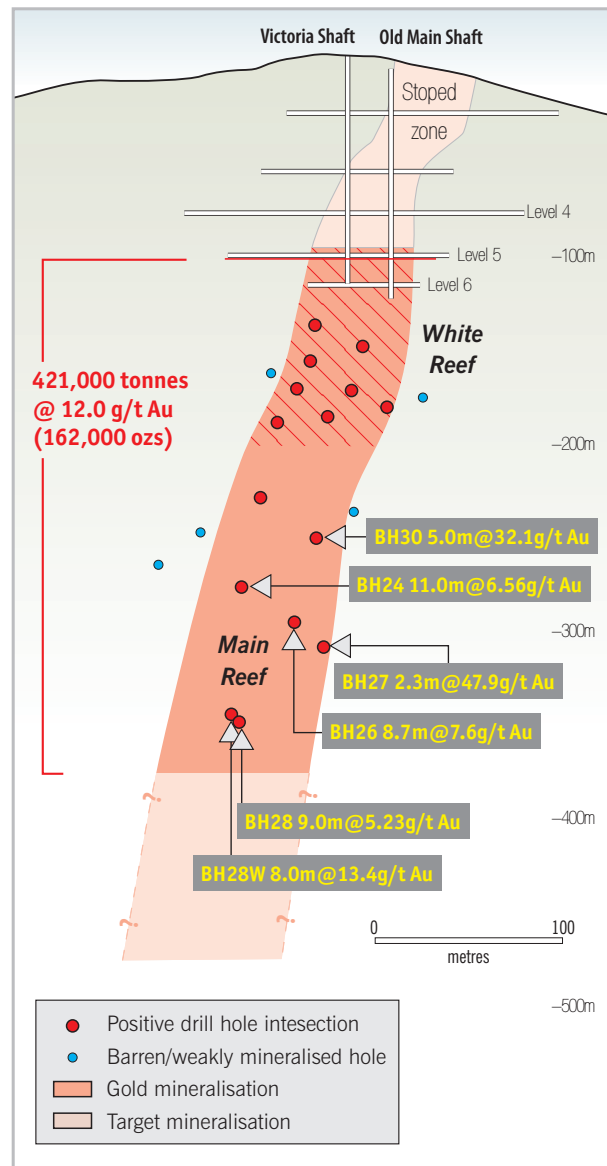 Victoria Shaft
Old Main Shaft
Stoped
zone
Level 4
Level 5
–100m
Level 6
White
Reef
421,000 tonnes
@ 12.0 g/t Au
(162,000 ozs)
–200m
BH30 5.0m@32.1g/t Au
BH24 11.0m@6.56g/t Au
–300m
Main
Reef
BH27 2.3m@47.9g/t Au
BH26 8.7m@7.6g/t Au
?
?
BH28 9.0m@5.23g/t Au
–400m
BH28W 8.0m@13.4g/t Au
?
?
0
100
metres
–500m
Positive drill hole intesection
Barren/weakly mineralised hole
Gold mineralisation
Target mineralisation